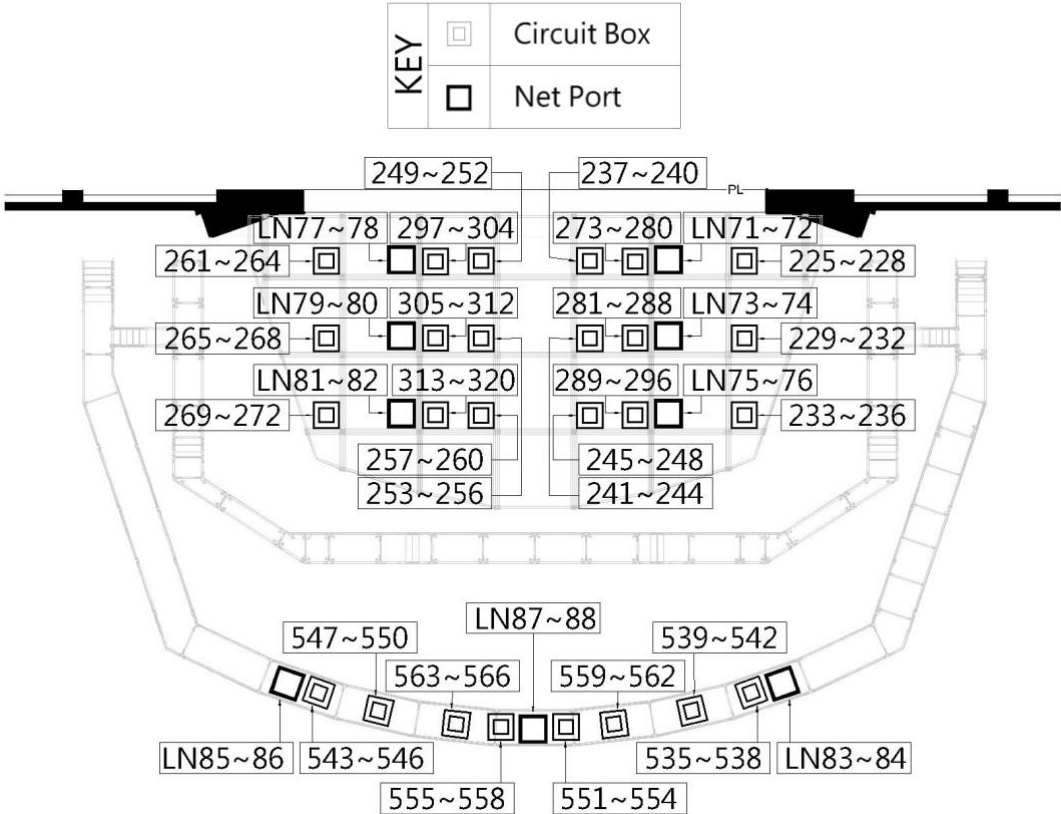 KEY
Circuit Box
Net Port
249~252
237~240
PL
LN77~78
297~304
273~280
LN71~72
261~264
225~228
LN79~80
305~312
281~288
LN73~74
265~268
229~232
LN81~82
313~320
289~296
LN75~76
269~272
233~236
257~260
245~248
253~256
241~244
LN87~88
547~550
539~542
563~566
559~562
LN85~86
543~546
535~538
LN83~84
555~558
551~554